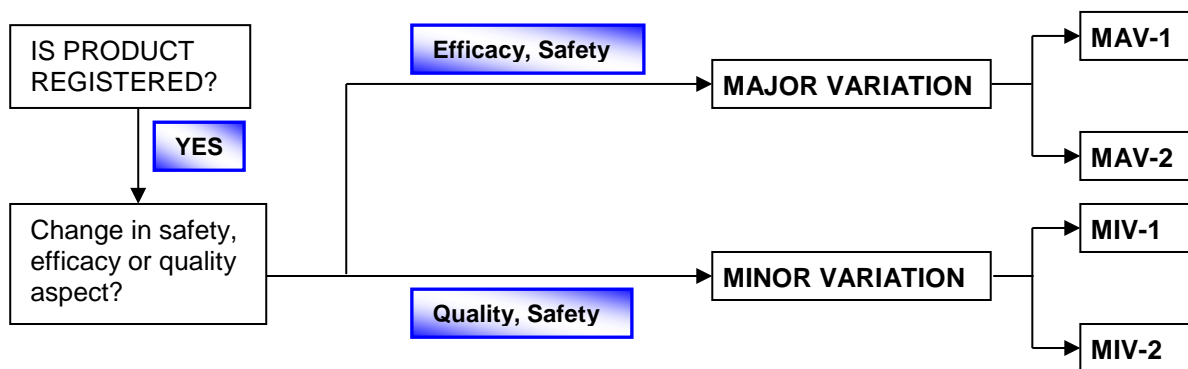 IS PRODUCT
REGISTERED?
YES
Change in safety,
efficacy or quality
aspect?
Efficacy, Safety
Quality, Safety
MAJOR VARIATION
MINOR VARIATION
MAV-1
MAV-2
MIV-1
MIV-2